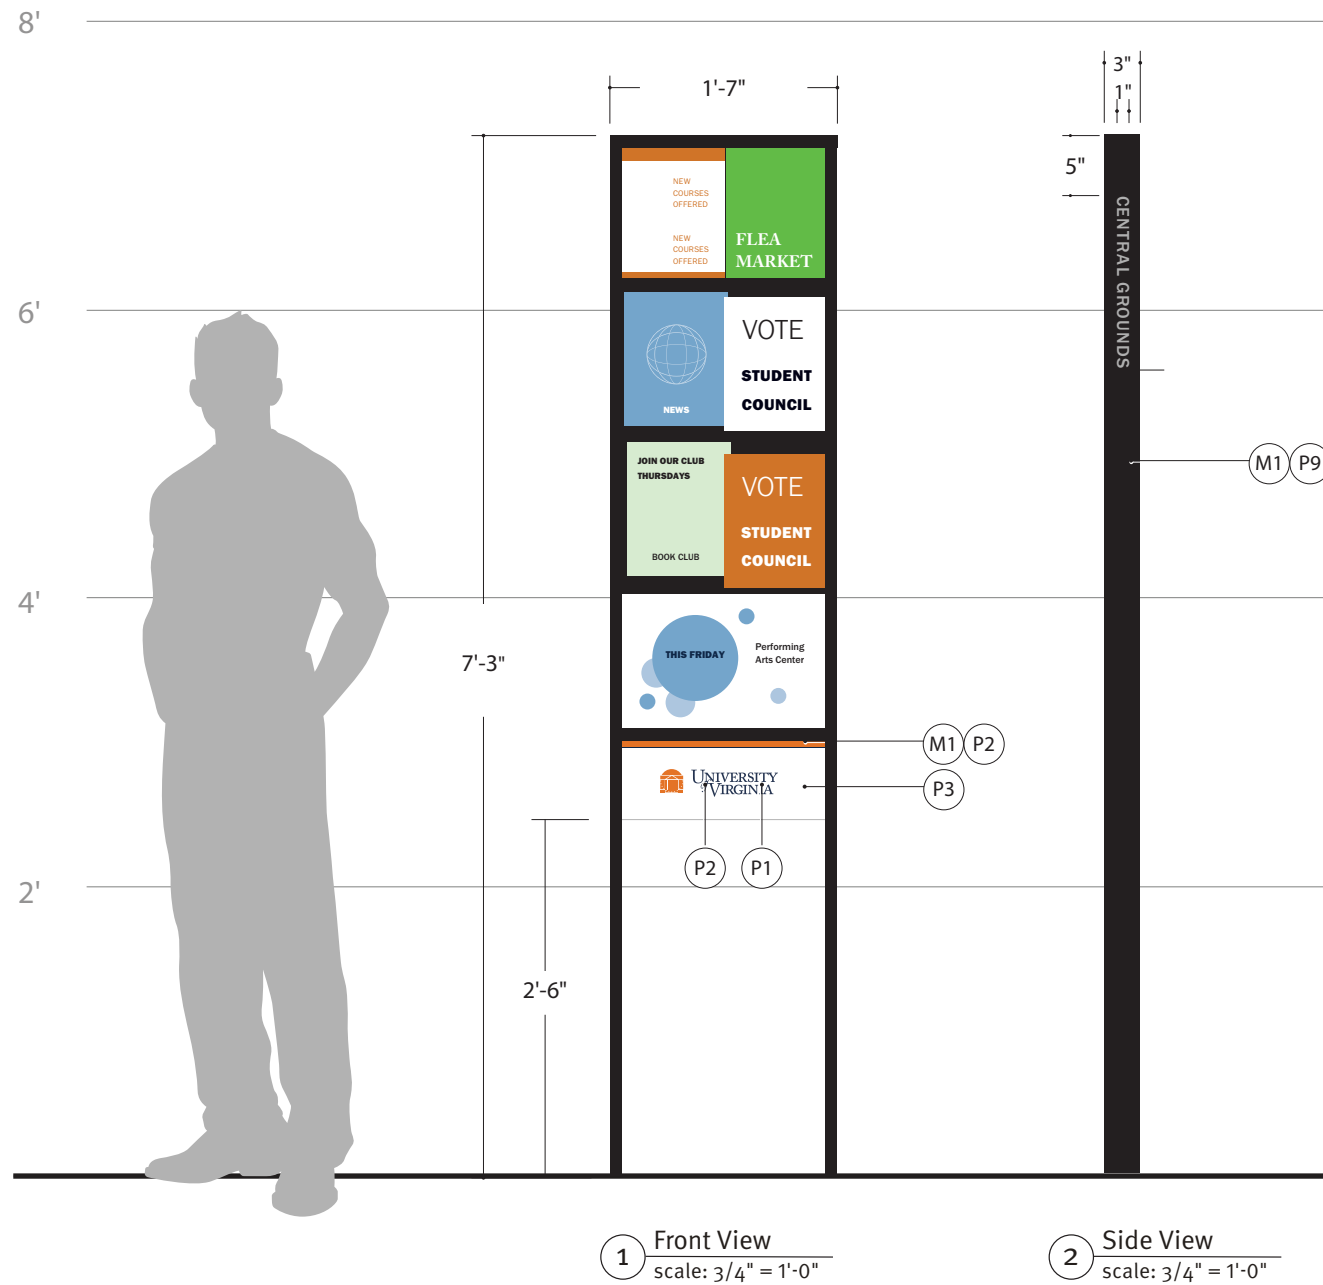 8'
3"
1'-7"
1"
5"
NEW
COURSES
OFFERED
NEW
COURSES
OFFERED
FLEA
MARKET
CENTRAL GROUNDS
6'
VOTE
STUDENT
COUNCIL
NEWS
JOIN OUR CLUB
THURSDAYS
BOOK CLUB
VOTE
STUDENT
COUNCIL
M1 P9
4'
7'-3"
THIS FRIDAY
Performing
Arts Center
M1 P2
UNIVERSITY
of VIRGINIA
P3
P2 P1
2'
2'-6"
1 Front View
scale: 3/4" = 1'-0"
2 Side View
scale: 3/4" = 1'-0"